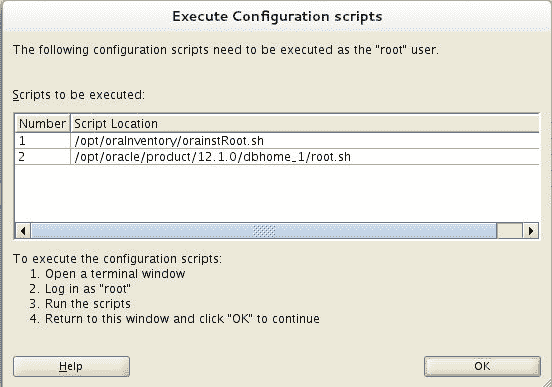 Execute Configuration scripts
The following configuration scripts need to be executed as the "root" user.
Scripts to be executed:
Number Script Location
1 /opt/oraInventory/orainstRoot.sh
2 /opt/oracle/product/12.1.0/dbhome_1/root.sh
To execute the configuration scripts:
1. Open a terminal window
2. Log in as "root"
3. Run the scripts
4. Return to this window and click "OK" to continue
Help OK